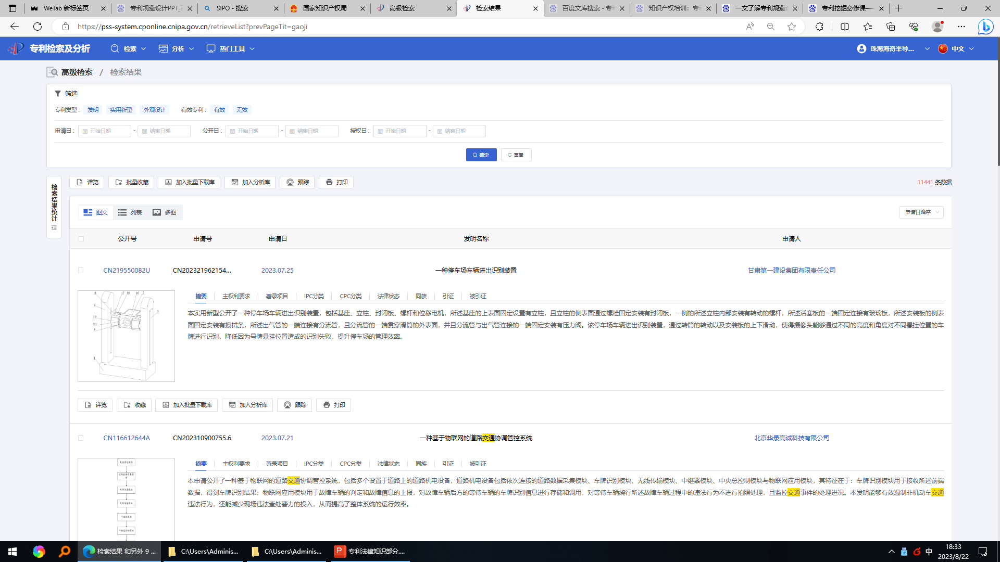 WeTab 新标签页
专利规避设计PPT_
SIPO - 搜索
国家知识产权局
高级检索
检索结果
百度文库搜索 - 专
知识产权培训：专
一文了解专利规避
专利挖掘必修课——
https://pss-system.cponline.cnipa.gov.cn/retrieveList?prevPageTit=gaoji
专利检索及分析 检索 分析 热门工具 珠海海奇半导... 中文
高级检索 / 检索结果
筛选
专利类型： 发明 实用新型 外观设计 有效专利： 有效 无效
申请日： 开始日期 - 结束日期 公开日： 开始日期 - 结束日期 授权日： 开始日期 - 结束日期
确定 重置
检索结果统计
详览 批量收藏 加入批量下载库 加入分析库 跟踪 打印 11441 条数据
图文 列表 多图 申请日降序
公开号 申请号 申请日 发明名称 申请人
CN219550082U CN202321962154... 2023.07.25 一种停车场车辆进出识别装置 甘肃第一建设集团有限责任公司
摘要 主权利要求 著录项目 IPC分类 CPC分类 法律状态 同族 引证 被引证
本实用新型公开了一种停车场车辆进出识别装置，包括基座、立柱、封闭板、螺杆和位移电机，所述基座的上表面固定设置有立柱，且立柱的侧表面通过螺栓固定安装有封闭板，一侧的所述立柱内部安装有转动的螺杆，所述活塞板的一端固定连接有玻璃板，所述安装板的侧表
面固定安装有擦拭条，所述出气管的一端连接有分流管，且分流管的一端贯穿滑筒的外表面，并且分流管与出气管连接的一端固定安装有压力阀。该停车场车辆进出识别装置，通过转筒的转动以及安装板的上下滑动，使得摄像头能够通过不同的高度和角度对不同悬挂位置的车
牌进行识别，降低因为号牌悬挂位置造成的识别失败，提升停车场的管理效率。
详览 收藏 加入批量下载库 加入分析库 跟踪 打印
CN116612644A CN202310900755.6 2023.07.21 一种基于物联网的道路交通协调管控系统 北京华录高诚科技有限公司
摘要 主权利要求 著录项目 IPC分类 CPC分类 法律状态 同族 引证 被引证
本申请公开了一种基于物联网的道路交通协调管控系统，包括多个设置于道路上的道路机电设备，道路机电设备包括依次连接的道路数据采集模块、车牌识别模块、无线传输模块、中继器模块、中央总控制模块与物联网应用模块，其特征在于：车牌识别模块用于接收所述前端
数据，得到车牌识别结果；物联网应用模块用于故障车辆的判定和故障信息的上报，对故障车辆后方的等待车辆的车牌识别信息进行存储和调用，对等待车辆绕行所述故障车辆过程中的违法行为不进行拍照处理，且监控交通事件的处理进况。本发明能够有效遏制非机动车交通
违法行为，还能减少现场违法查处警力的投入，从而提高了整体系统的运行效率。
检索结果 和另外 9 ...
C:\Users\Adminis...
C:\Users\Adminis...
专利法律知识部分....
中
18:33
2023/8/22